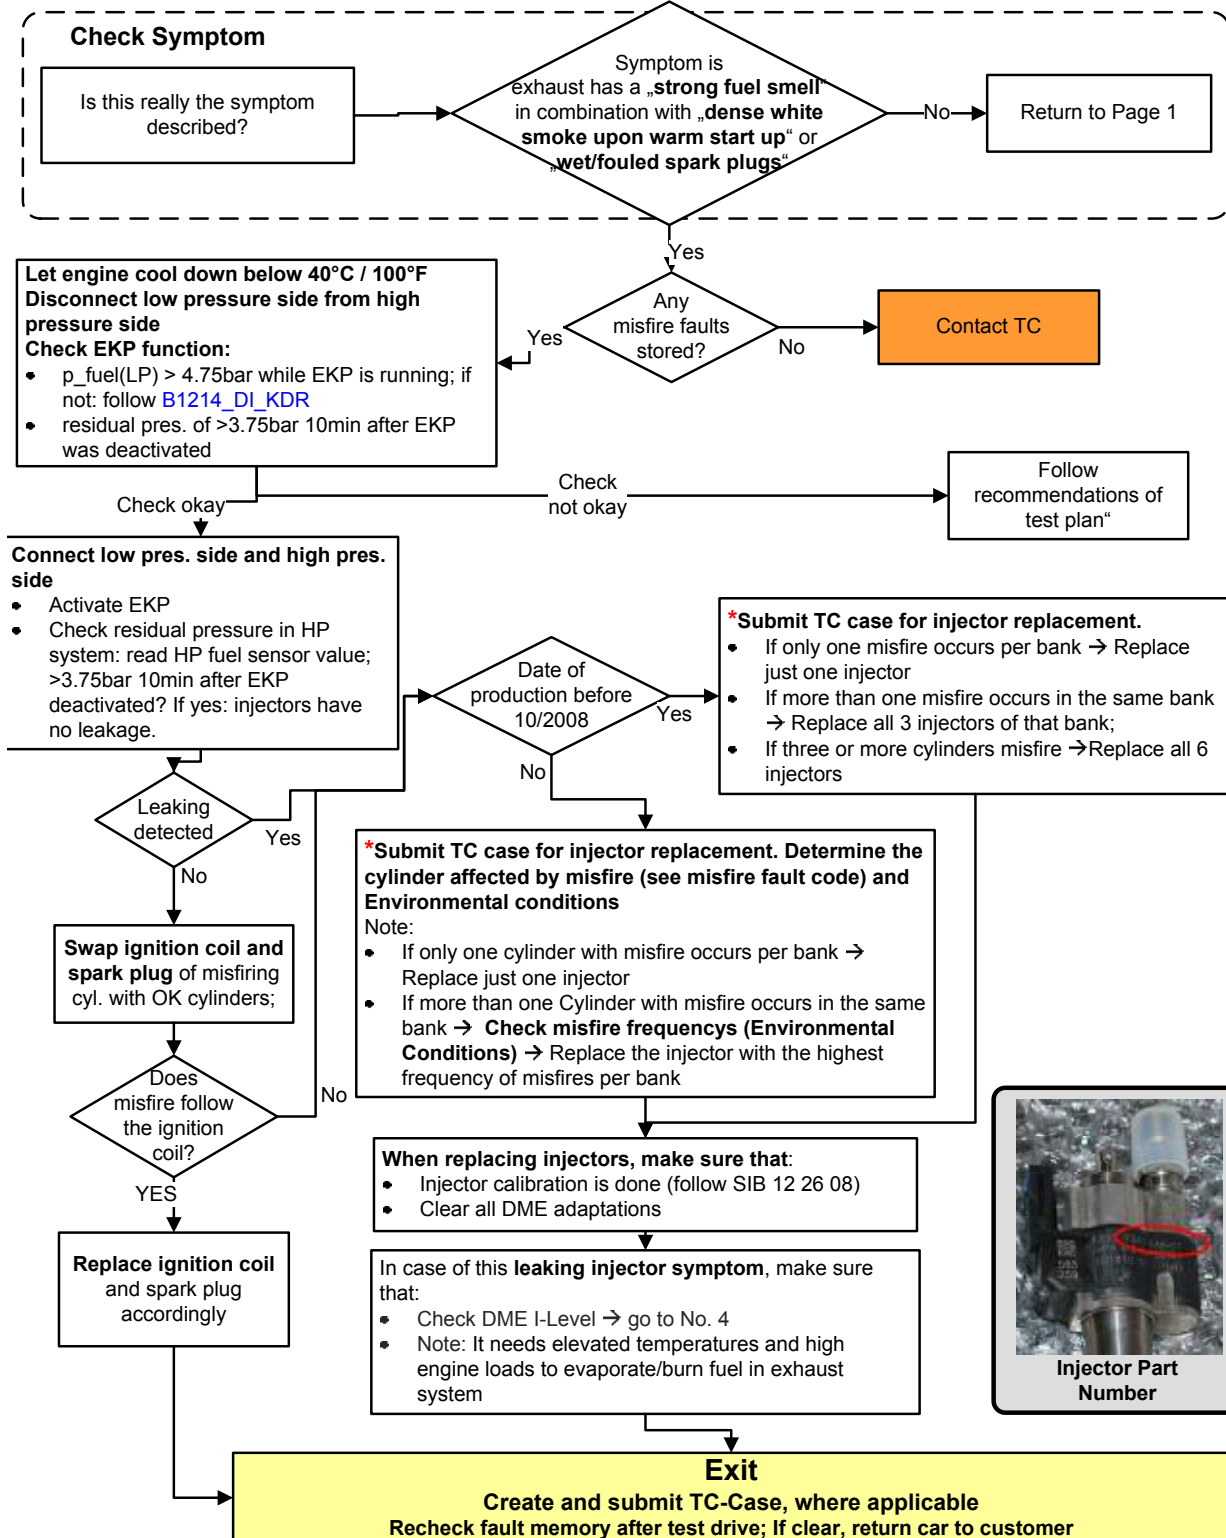 Check Symptom
Is this really the symptom
described?
Symptom is
exhaust has a „strong fuel smell“
in combination with „dense white
smoke upon warm start up“ or
„wet/fouled spark plugs“
No
Return to Page 1
Yes
Let engine cool down below 40°C / 100°F
Disconnect low pressure side from high
pressure side
Check EKP function:
• p_fuel(LP) > 4.75bar while EKP is running; if
not: follow B1214_DI_KDR
• residual pres. of >3.75bar 10min after EKP
was deactivated
Yes
Any
misfire faults
stored?
No
Contact TC
Check okay
Check
not okay
Follow
recommendations of
test plan“
Connect low pres. side and high pres.
side
• Activate EKP
• Check residual pressure in HP
system: read HP fuel sensor value;
>3.75bar 10min after EKP
deactivated? If yes: injectors have
no leakage.
Date of
production before
10/2008
Yes
No
*Submit TC case for injector replacement.
• If only one misfire occurs per bank → Replace
just one injector
• If more than one misfire occurs in the same bank
→ Replace all 3 injectors of that bank;
• If three or more cylinders misfire →Replace all 6
injectors
Leaking
detected
Yes
No
*Submit TC case for injector replacement. Determine the
cylinder affected by misfire (see misfire fault code) and
Environmental conditions
Note:
• If only one cylinder with misfire occurs per bank →
Replace just one injector
• If more than one Cylinder with misfire occurs in the same
bank → Check misfire frequencys (Environmental
Conditions) → Replace the injector with the highest
frequency of misfires per bank
Swap ignition coil and
spark plug of misfiring
cyl. with OK cylinders;
Does
misfire follow
the ignition
coil?
No
YES
When replacing injectors, make sure that:
• Injector calibration is done (follow SIB 12 26 08)
• Clear all DME adaptations
Replace ignition coil
and spark plug
accordingly
In case of this leaking injector symptom, make sure
that:
• Check DME I-Level → go to No. 4
• Note: It needs elevated temperatures and high
engine loads to evaporate/burn fuel in exhaust
system
Injector Part
Number
Exit
Create and submit TC-Case, where applicable
Recheck fault memory after test drive; If clear, return car to customer